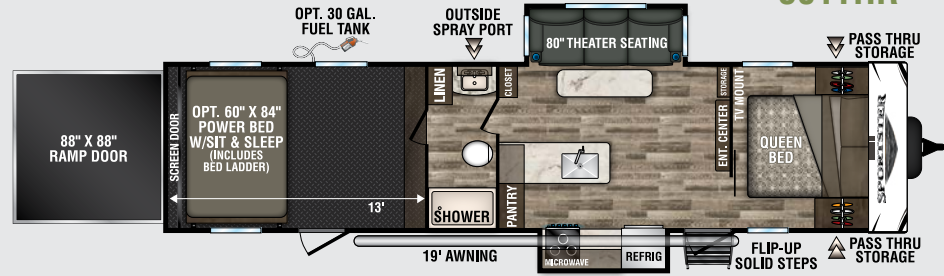 OPT. 30 GAL.
FUEL TANK
OUTSIDE
SPRAY PORT
80" THEATER SEATING
PASS THRU
STORAGE
88" X 88"
RAMP DOOR
SCREEN DOOR
OPT. 60" X 84"
POWER BED
W/SIT & SLEEP
(INCLUDES
BED LADDER)
13'
LINEN
CLOSET
SHOWER
PANTRY
STORAGE
TV MOUNT
ENT. CENTER
QUEEN
BED
SPORTSTER
19' AWNING
MICROWAVE
REFRIG
FLIP-UP
SOLID STEPS
PASS THRU
STORAGE